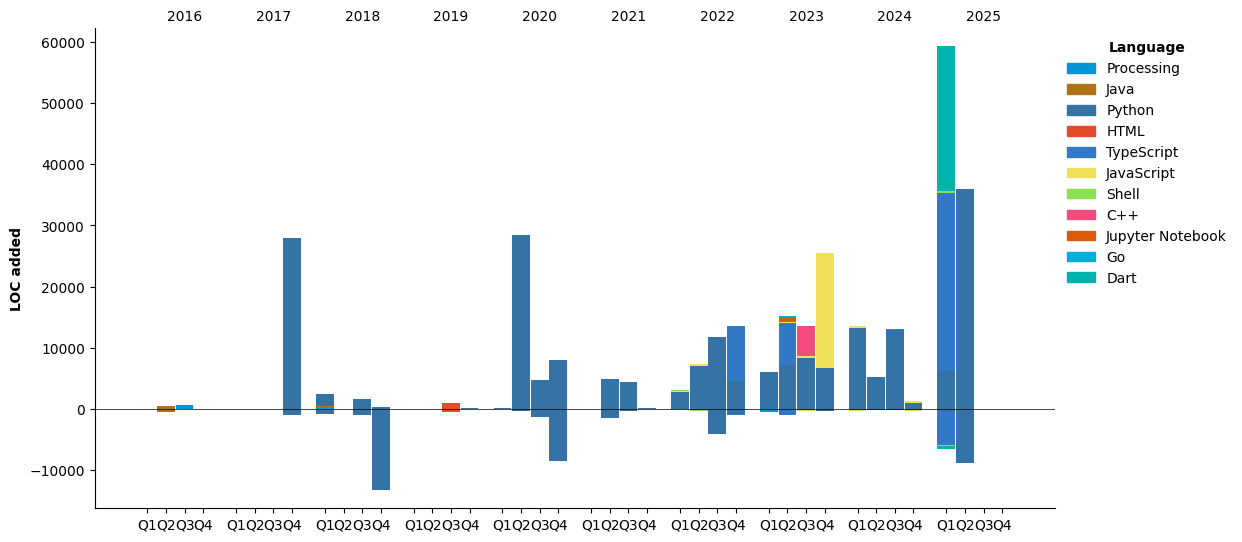 2016 2017 2018 2019 2020 2021 2022 2023 2024 2025
Language
Processing
Java
Python
HTML
TypeScript
JavaScript
Shell
C++
Jupyter Notebook
Go
Dart
LOC added
60000
50000
40000
30000
20000
10000
0
−10000
Q1Q2Q3Q4 Q1Q2Q3Q4 Q1Q2Q3Q4 Q1Q2Q3Q4 Q1Q2Q3Q4 Q1Q2Q3Q4 Q1Q2Q3Q4 Q1Q2Q3Q4 Q1Q2Q3Q4 Q1Q2Q3Q4